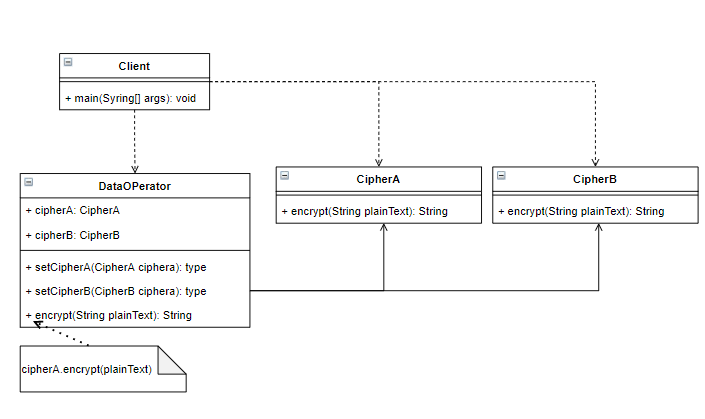 Client
+ main(Syring[] args): void
DataOPerator
+ cipherA: CipherA
+ cipherB: CipherB
+ setCipherA(CipherA ciphera): type
+ setCipherB(CipherB ciphera): type
+ encrypt(String plainText): String
CipherA
+ encrypt(String plainText): String
CipherB
+ encrypt(String plainText): String
cipherA.encrypt(plainText)